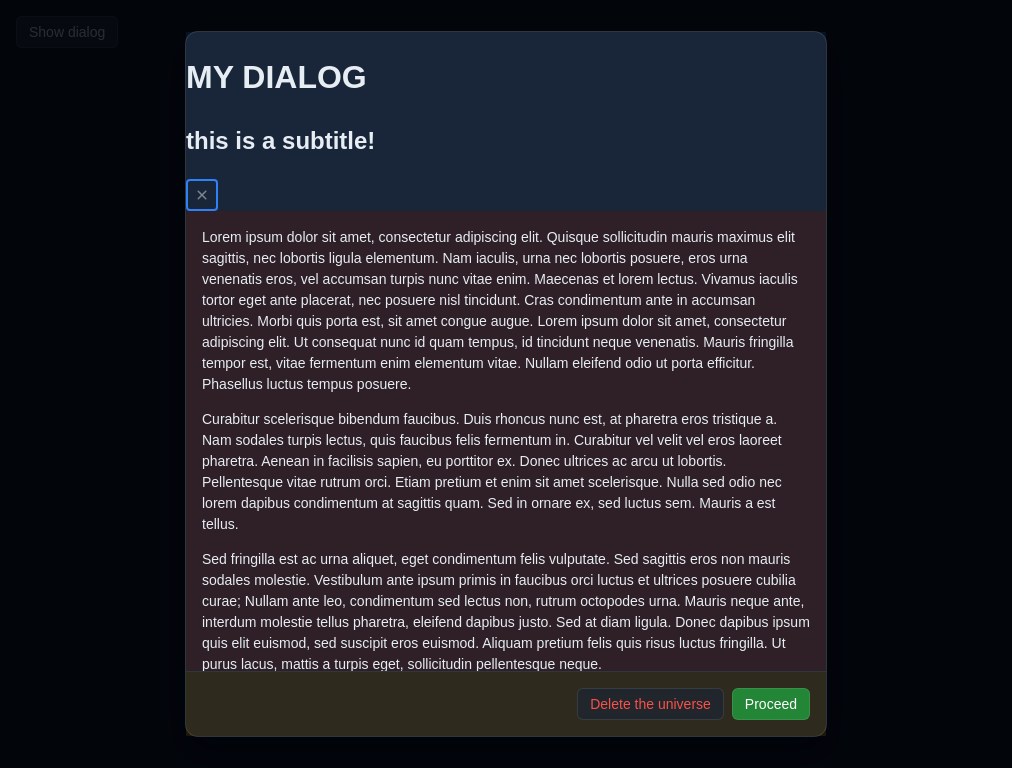 Show dialog
MY DIALOG
this is a subtitle!
Lorem ipsum dolor sit amet, consectetur adipiscing elit. Quisque sollicitudin mauris maximus elit
sagittis, nec lobortis ligula elementum. Nam iaculis, urna nec lobortis posuere, eros urna
venenatis eros, vel accumsan turpis nunc vitae enim. Maecenas et lorem lectus. Vivamus iaculis
tortor eget ante placerat, nec posuere nisl tincidunt. Cras condimentum ante in accumsan
ultricies. Morbi quis porta est, sit amet congue augue. Lorem ipsum dolor sit amet, consectetur
adipiscing elit. Ut consequat nunc id quam tempus, id tincidunt neque venenatis. Mauris fringilla
tempor est, vitae fermentum enim elementum vitae. Nullam eleifend odio ut porta efficitur.
Phasellus luctus tempus posuere.
Curabitur scelerisque bibendum faucibus. Duis rhoncus nunc est, at pharetra eros tristique a.
Nam sodales turpis lectus, quis faucibus felis fermentum in. Curabitur vel velit vel eros laoreet
pharetra. Aenean in facilisis sapien, eu porttitor ex. Donec ultrices ac arcu ut lobortis.
Pellentesque vitae rutrum orci. Etiam pretium et enim sit amet scelerisque. Nulla sed odio nec
lorem dapibus condimentum at sagittis quam. Sed in ornare ex, sed luctus sem. Mauris a est
tellus.
Sed fringilla est ac urna aliquet, eget condimentum felis vulputate. Sed sagittis eros non mauris
sodales molestie. Vestibulum ante ipsum primis in faucibus orci luctus et ultrices posuere cubilia
curae; Nullam ante leo, condimentum sed lectus non, rutrum octopodes urna. Mauris neque ante,
interdum molestie tellus pharetra, eleifend dapibus justo. Sed at diam ligula. Donec dapibus ipsum
quis elit euismod, sed suscipit eros euismod. Aliquam pretium felis quis risus luctus fringilla. Ut
purus lacus, mattis a turpis eget, sollicitudin pellentesque neque.
Delete the universe
Proceed